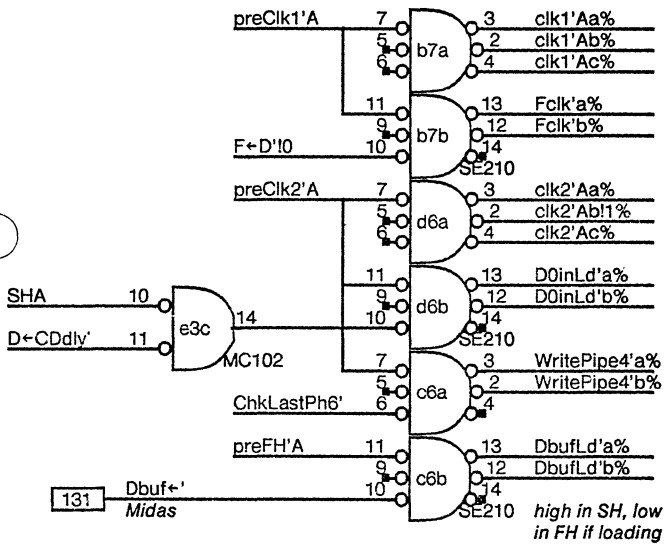 preClk1'A 7 3 clk1'Aa%
5 b7a 2 clk1'Ab%
6 4 clk1'Ac%
11 13 Fclk'a%
9 b7b 12 Fclk'b%
F←D'!0 10 14
SE210
preClk2'A 7 3 clk2'Aa%
5 d6a 2 clk2'Ab!1%
6 4 clk2'Ac%
11 13 D0inLd'a%
SHA 10 9 d6b 12 D0inLd'b%
e3c 14 10 14
D←CDdlv' 11 SE210
MC102
7 3 WritePipe4'a%
5 c6a 2 WritePipe4'b%
ChkLastPh6' 6 4
preFH'A 11 13 DbufLd'a%
9 c6b 12 DbufLd'b%
131 Dbuf←' 10 14
Midas SE210 high in SH, low
in FH if loading